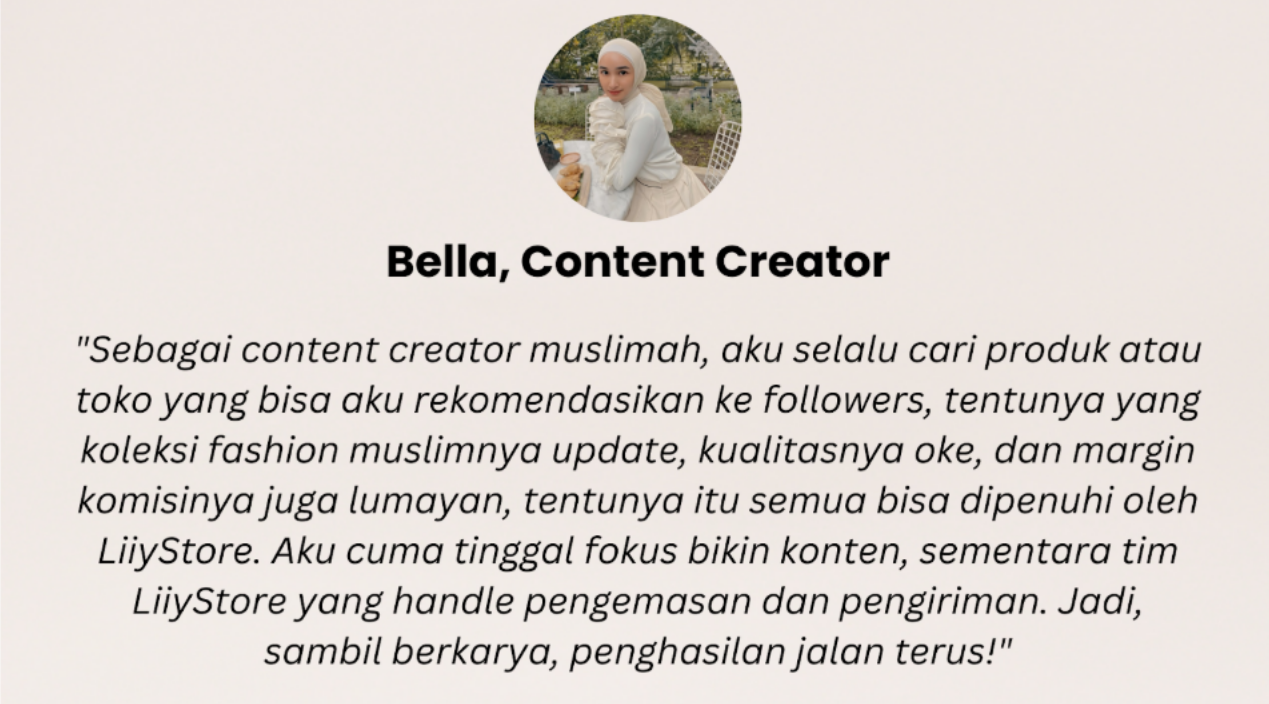 Bella, Content Creator
"Sebagai content creator muslimah, aku selalu cari produk atau
toko yang bisa aku rekomendasikan ke followers, tentunya yang
koleksi fashion muslimnya update, kualitasnya oke, dan margin
komisinya juga lumayan, tentunya itu semua bisa dipenuhi oleh
LiiyStore. Aku cuma tinggal fokus bikin konten, sementara tim
LiiyStore yang handle pengemasan dan pengiriman. Jadi,
sambil berkarya, penghasilan jalan terus!"